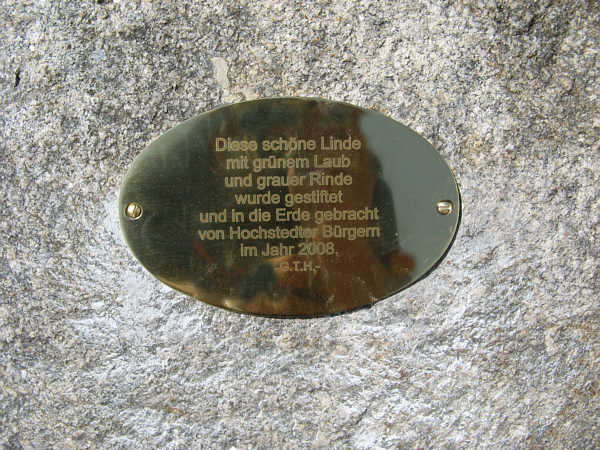 Diese schöne Linde
mit grünem Laub
und grauer Rinde
wurde gestiftet
und in die Erde gebracht
von Hochstedter Bürgern
im Jahr 2008.
-G.T.H.-